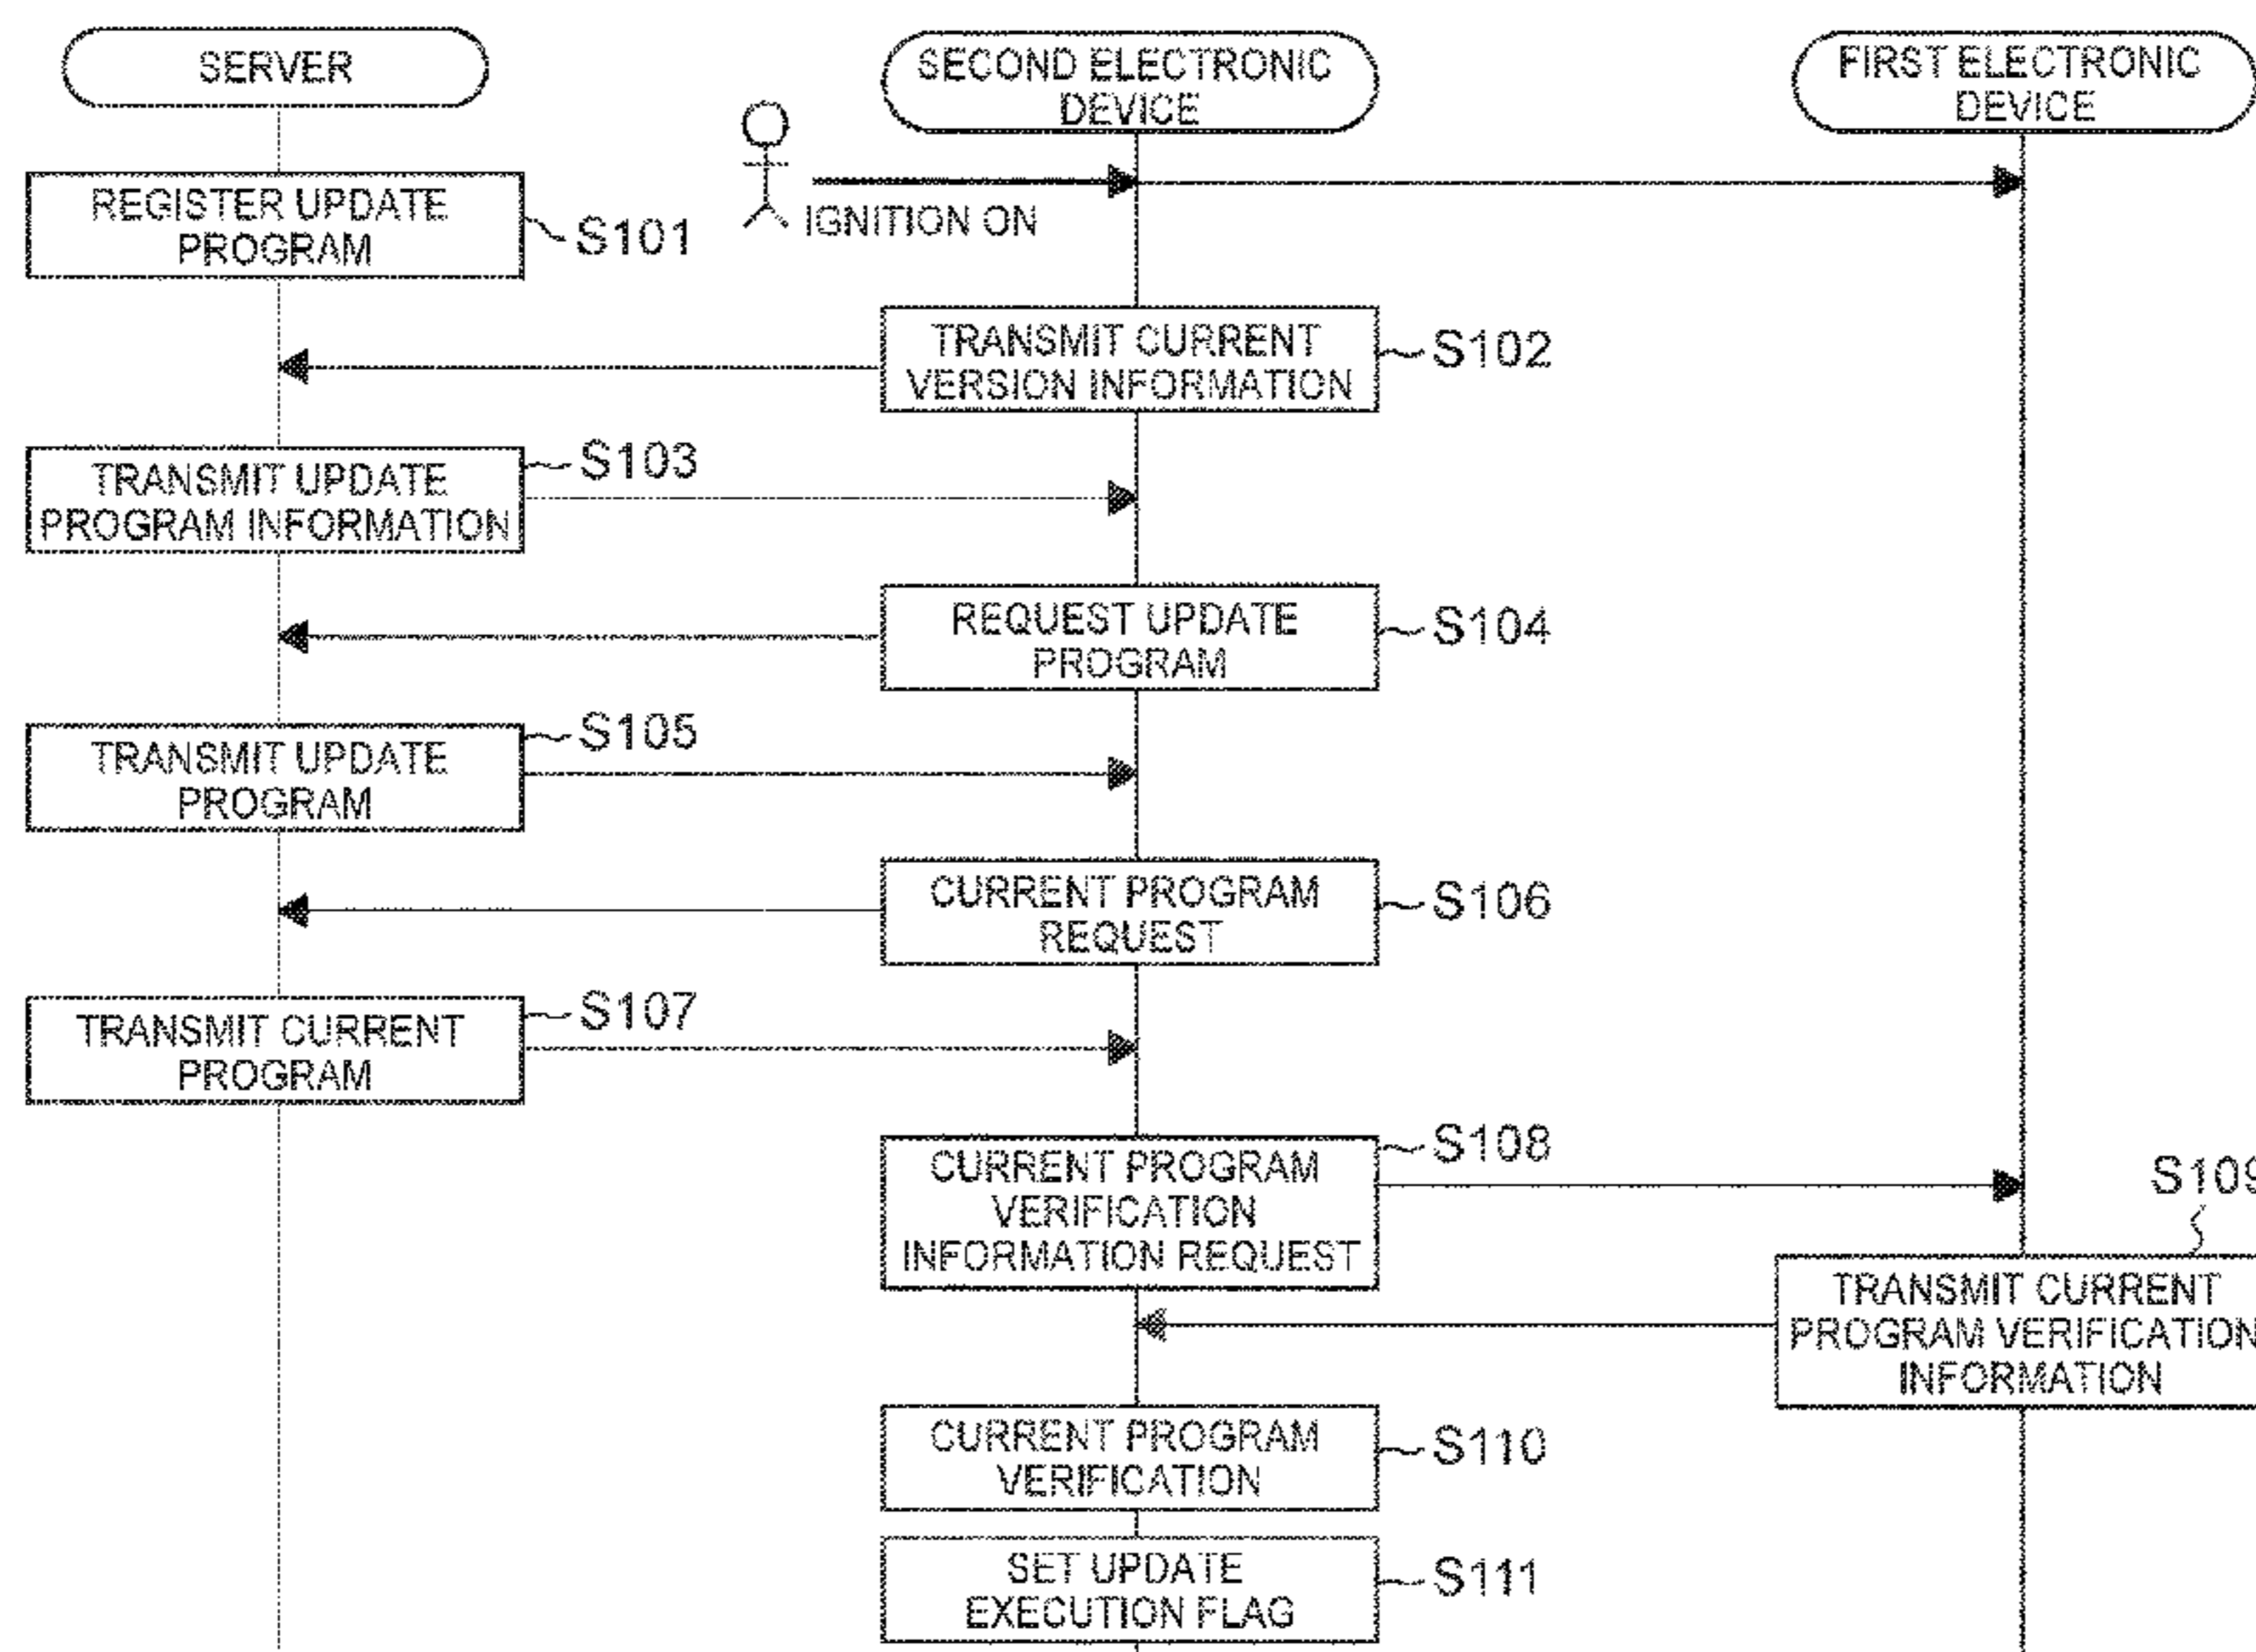 SERVER
SECOND ELECTRONIC
DEVICE
FIRST ELECTRONIC
DEVICE
IGNITION ON
REGISTER UPDATE
PROGRAM
S101
TRANSMIT CURRENT
VERSION INFORMATION
S102
TRANSMIT UPDATE
PROGRAM INFORMATION
S103
REQUEST UPDATE
PROGRAM
S104
TRANSMIT UPDATE
PROGRAM
S105
CURRENT PROGRAM
REQUEST
S106
TRANSMIT CURRENT
PROGRAM
S107
CURRENT PROGRAM
VERIFICATION
INFORMATION REQUEST
S108
S109
TRANSMIT CURRENT
PROGRAM VERIFICATION
INFORMATION
CURRENT PROGRAM
VERIFICATION
S110
SET UPDATE
EXECUTION FLAG
S111